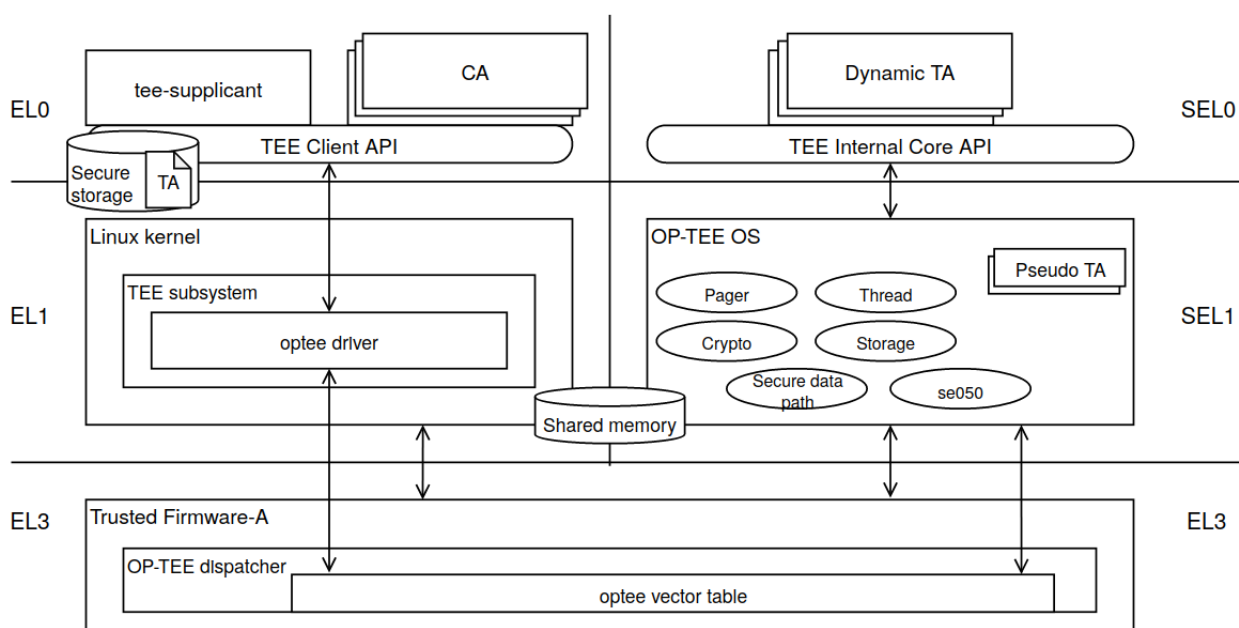 CA
Dynamic TA
tee-supplicant
EL0
SEL0
TEE Client API
TEE Internal Core API
Secure
storage
TA
Linux kernel
OP-TEE OS
TEE subsystem
Pager
Thread
Pseudo TA
EL1
SEL1
optee driver
Crypto
Storage
Secure data
path
se050
Shared memory
EL3
Trusted Firmware-A
EL3
OP-TEE dispatcher
optee vector table